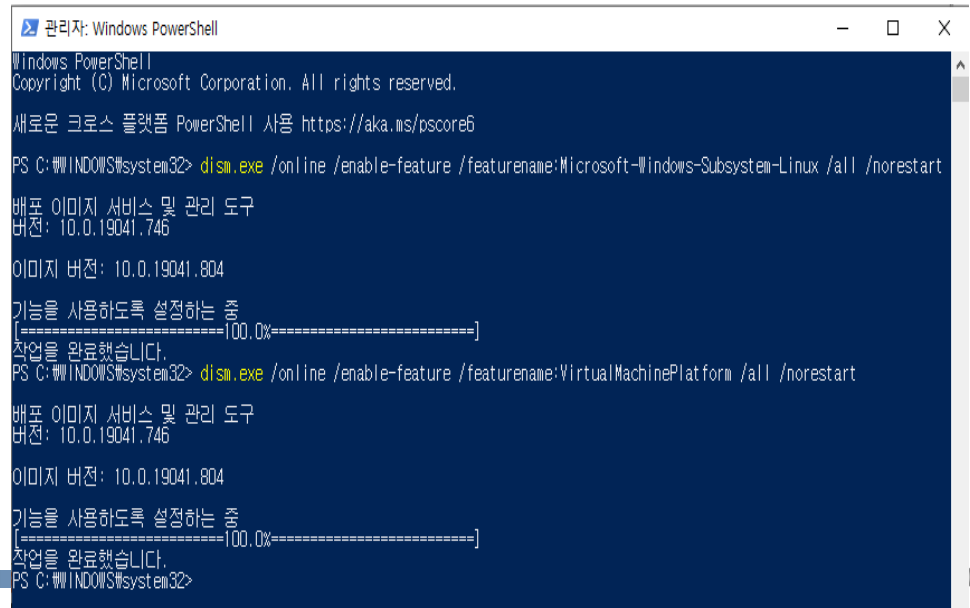 관리자: Windows PowerShell
Windows PowerShell
Copyright (C) Microsoft Corporation. All rights reserved.
새로운 크로스 플랫폼 PowerShell 사용 https://aka.ms/pscore6
PS C:₩WINDOWS₩system32> dism.exe /online /enable-feature /featurename:Microsoft-Windows-Subsystem-Linux /all /norestart
배포 이미지 서비스 및 관리 도구
버전: 10.0.19041.746
이미지 버전: 10.0.19041.804
기능을 사용하도록 설정하는 중
[==========================100.0%==========================]
작업을 완료했습니다.
PS C:₩WINDOWS₩system32> dism.exe /online /enable-feature /featurename:VirtualMachinePlatform /all /norestart
배포 이미지 서비스 및 관리 도구
버전: 10.0.19041.746
이미지 버전: 10.0.19041.804
기능을 사용하도록 설정하는 중
[==========================100.0%==========================]
작업을 완료했습니다.
PS C:₩WINDOWS₩system32>